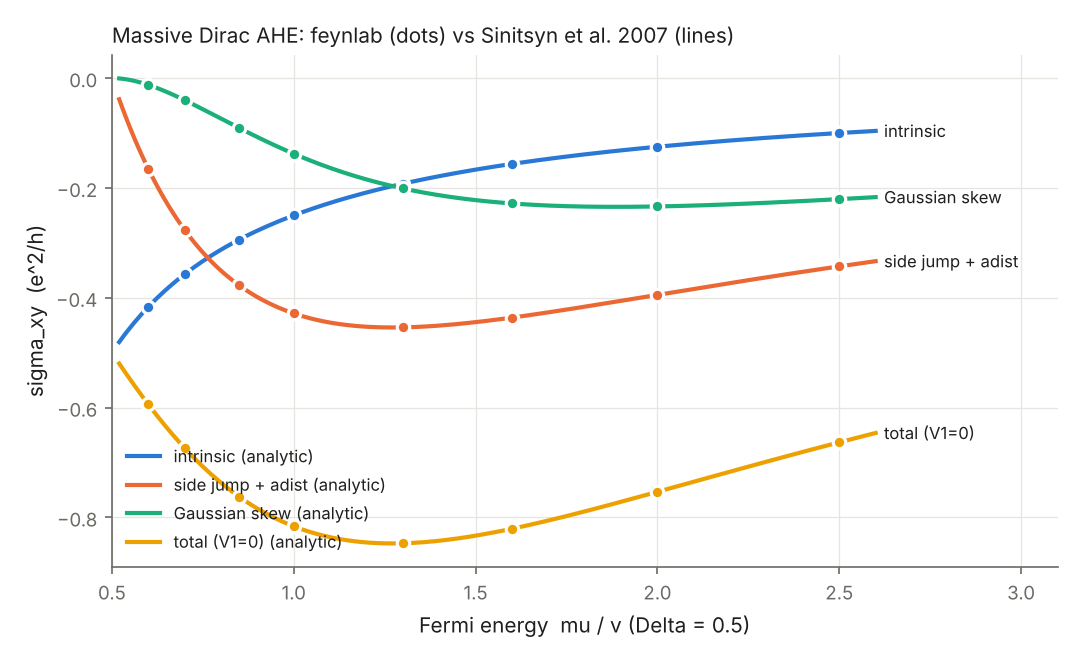 Massive Dirac AHE: feynlab (dots) vs Sinitsyn et al. 2007 (lines)
0.0
−0.2
−0.4
−0.6
−0.8
sigma_xy (e^2/h)
intrinsic
Gaussian skew
side jump + adist
total (V1=0)
intrinsic (analytic)
side jump + adist (analytic)
Gaussian skew (analytic)
total (V1=0) (analytic)
0.5
1.0
1.5
2.0
2.5
3.0
Fermi energy mu / v (Delta = 0.5)